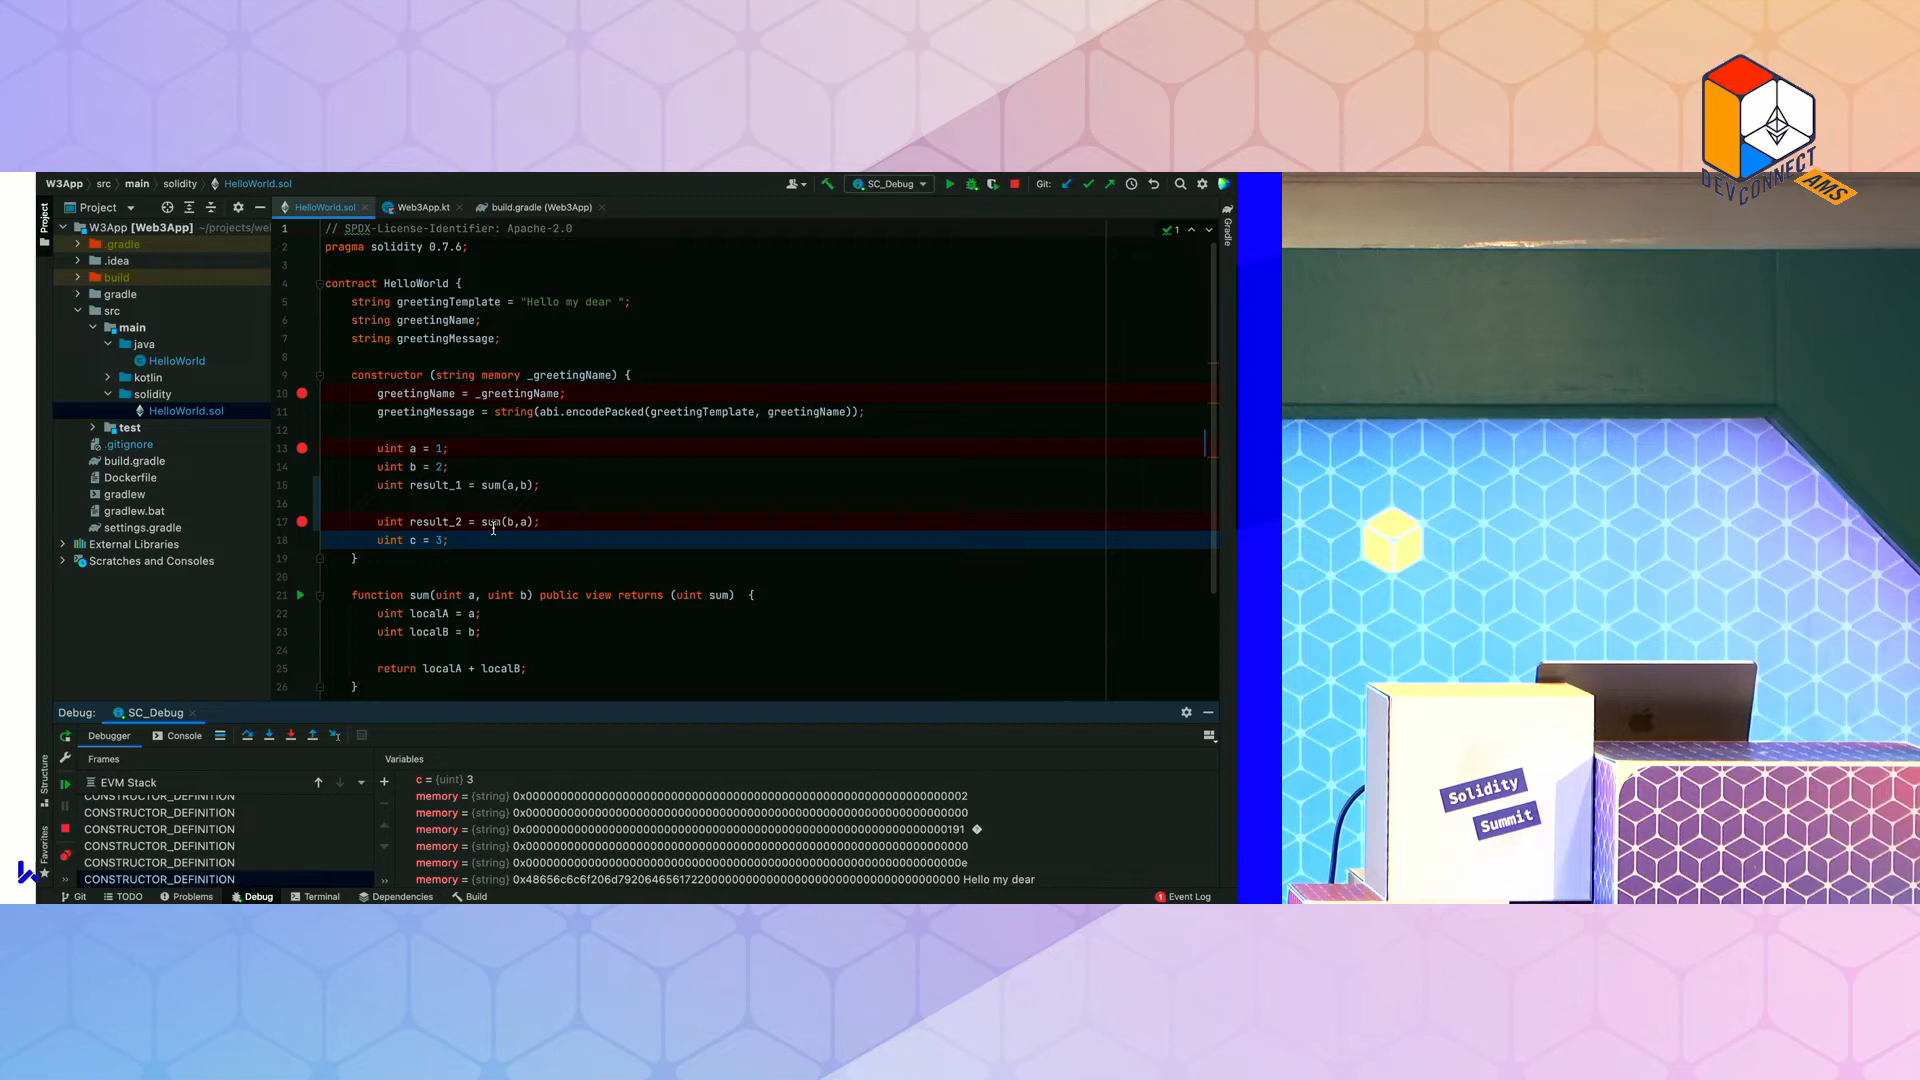 DEVCONNECT
AMS
W3App
src
main
solidity
HelloWorld.sol
SC_Debug
Git:
Project
HelloWorld.sol
Web3App.kt
build.gradle (Web3App)
Project
Gradle
W3App [Web3App] ~/projects/we
.gradle
.idea
build
gradle
src
main
java
HelloWorld
kotlin
solidity
HelloWorld.sol
test
.gitignore
build.gradle
Dockerfile
gradlew
gradlew.bat
settings.gradle
External Libraries
Scratches and Consoles
1
1 // SPDX-License-Identifier: Apache-2.0
2 pragma solidity 0.7.6;
3
4 contract HelloWorld {
5 string greetingTemplate = "Hello my dear ";
6 string greetingName;
7 string greetingMessage;
8
9 constructor (string memory _greetingName) {
10 greetingName = _greetingName;
11 greetingMessage = string(abi.encodePacked(greetingTemplate, greetingName));
12
13 uint a = 1;
14 uint b = 2;
15 uint result_1 = sum(a,b);
16
17 uint result_2 = sum(b,a);
18 uint c = 3;
19 }
20
21 function sum(uint a, uint b) public view returns (uint sum) {
22 uint localA = a;
23 uint localB = b;
24
25 return localA + localB;
26 }
Debug: SC_Debug
Debugger
Console
Frames
Variables
EVM Stack
CONSTRUCTOR_DEFINITION
CONSTRUCTOR_DEFINITION
CONSTRUCTOR_DEFINITION
CONSTRUCTOR_DEFINITION
CONSTRUCTOR_DEFINITION
CONSTRUCTOR_DEFINITION
c = {uint} 3
memory = {string}
memory = {string}
memory = {string}
memory = {string}
memory = {string}
memory = {string} Hello my dear
Structure
Favorites
Git
TODO
Problems
Debug
Terminal
Dependencies
Build
1 Event Log
Solidity
Summit